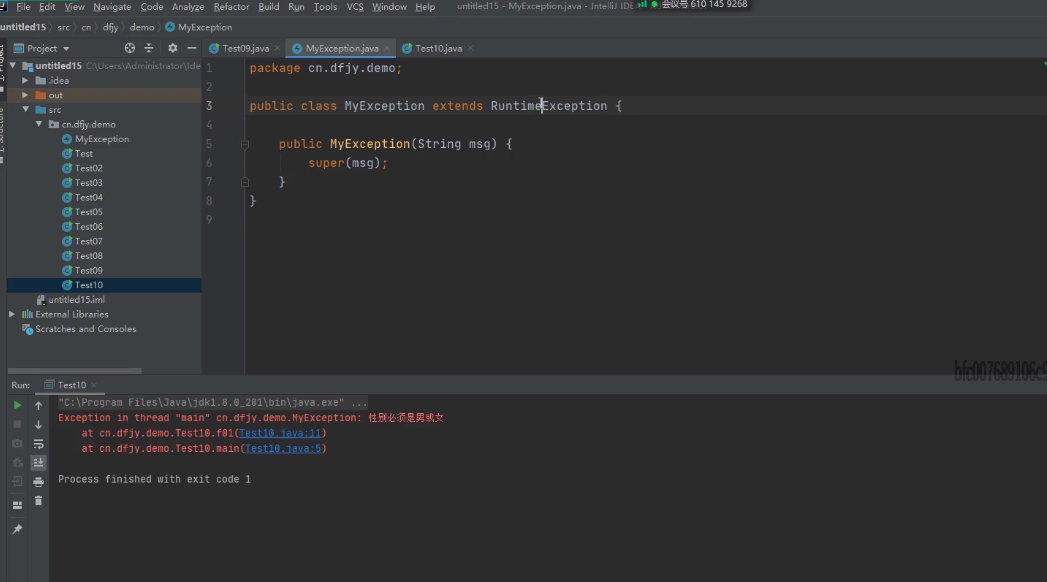 File Edit View Navigate Code Analyze Refactor Build Run Tools VCS Window Help untitled15 - MyException.java - IntelliJ IDE 会议号 610 145 9268
untitled15 src cn dfjy demo MyException
Project Test09.java MyException.java Test10.java
untitled15 C:\Users\Administrator\Ide
.idea
out
src
cn.dfjy.demo
MyException
Test
Test02
Test03
Test04
Test05
Test06
Test07
Test08
Test09
Test10
untitled15.iml
External Libraries
Scratches and Consoles
1 package cn.dfjy.demo;
2
3 public class MyException extends RuntimeException {
4
5 public MyException(String msg) {
6 super(msg);
7 }
8 }
9
Run: Test10
"C:\Program Files\Java\jdk1.8.0_201\bin\java.exe" ...
Exception in thread "main" cn.dfjy.demo.MyException: 性别必须是男或女
at cn.dfjy.demo.Test10.f01(Test10.java:11)
at cn.dfjy.demo.Test10.main(Test10.java:5)
Process finished with exit code 1